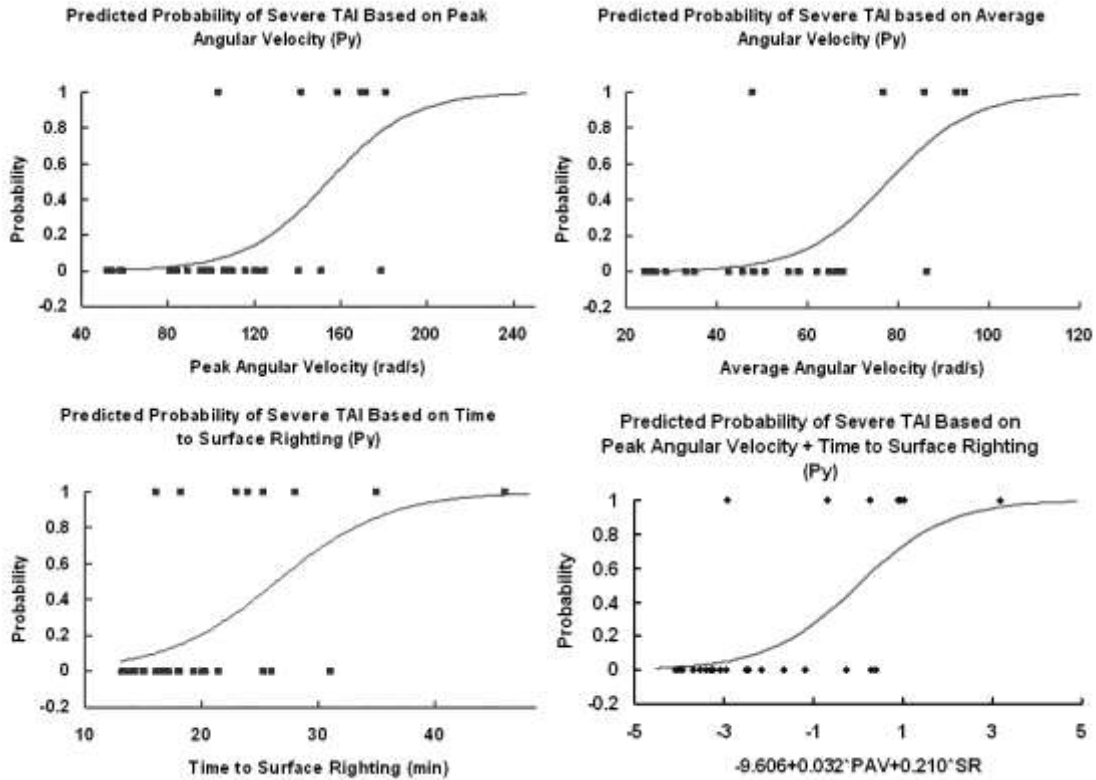 Predicted Probability of Severe TAI Based on Peak
Angular Velocity (Py)
1
0.8
0.6
0.4
0.2
0
-0.2
Probability
40 80 120 160 200 240
Peak Angular Velocity (rad/s)
Predicted Probability of Severe TAI based on Average
Angular Velocity (Py)
1
0.8
0.6
0.4
0.2
0
-0.2
Probability
20 40 60 80 100 120
Average Angular Velocity (rad/s)
Predicted Probability of Severe TAI Based on Time
to Surface Righting (Py)
1
0.8
0.6
0.4
0.2
0
-0.2
Probability
10 20 30 40
Time to Surface Righting (min)
Predicted Probability of Severe TAI Based on
Peak Angular Velocity + Time to Surface Righting
(Py)
1
0.8
0.6
0.4
0.2
0
-0.2
Probability
-5 -3 -1 1 3 5
-9.606+0.032*PAV+0.210*SR